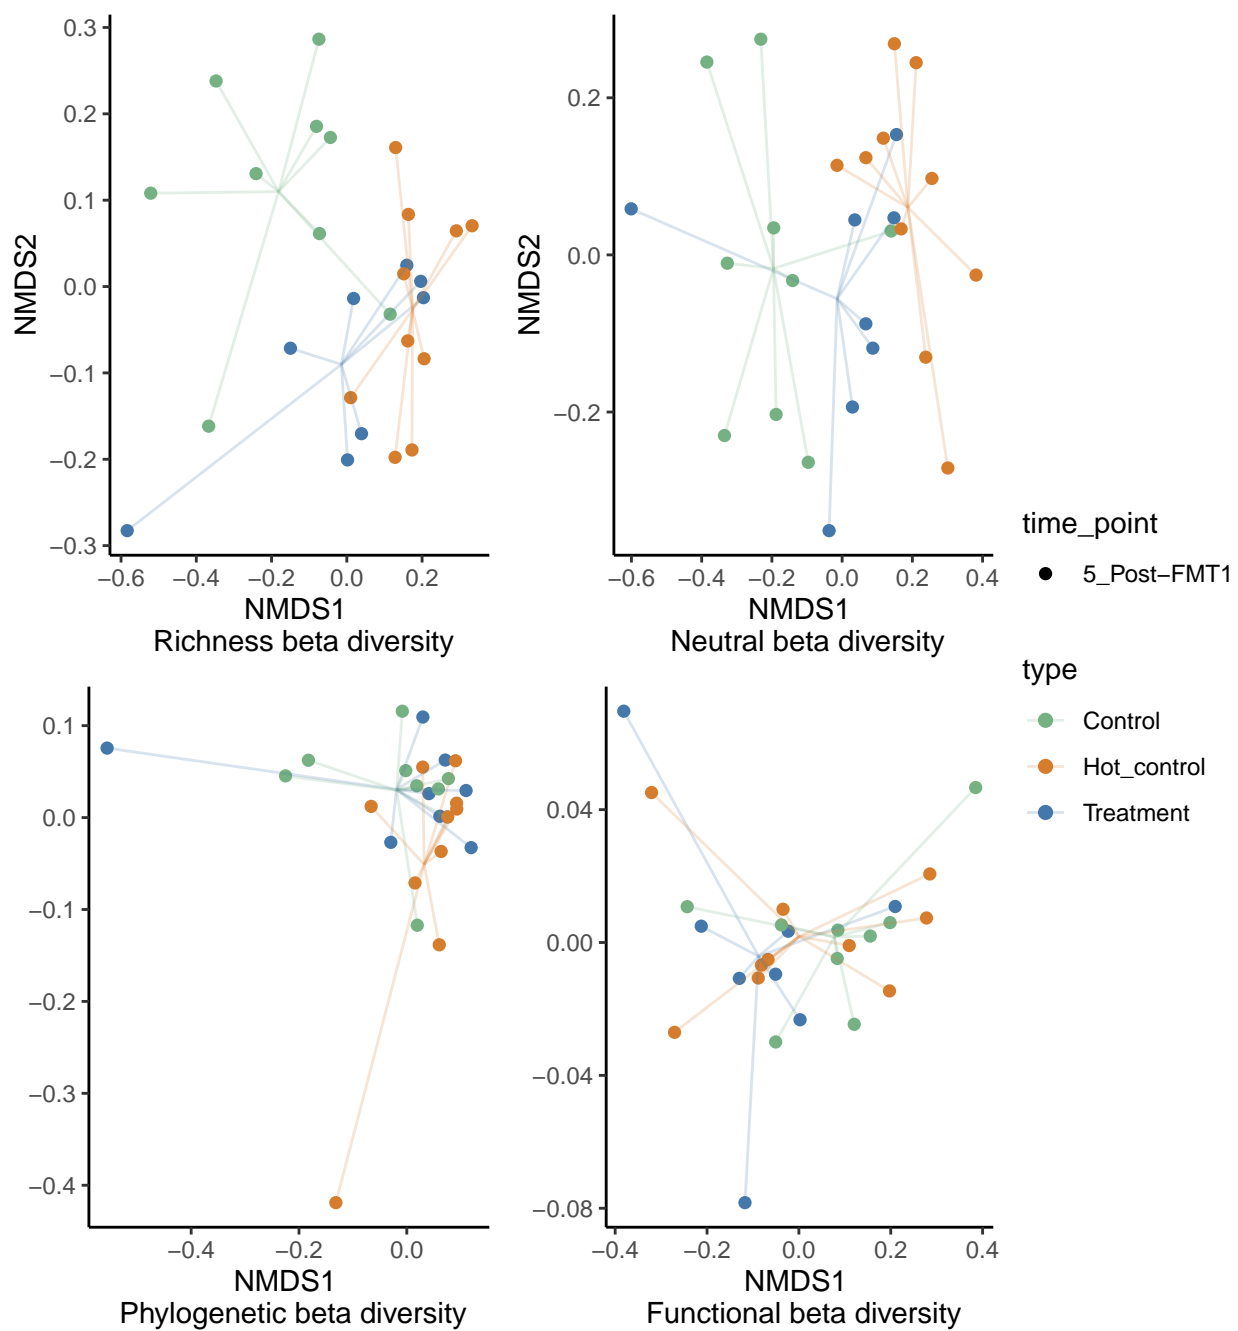 0.3
0.2
0.1
0.0
−0.1
−0.2
−0.3
NMDS2
−0.6
−0.4
−0.2
0.0
0.2
NMDS1
Richness beta diversity
0.2
0.0
−0.2
NMDS2
−0.6
−0.4
−0.2
0.0
0.2
0.4
NMDS1
Neutral beta diversity
time_point
5_Post−FMT1
type
Control
Hot_control
Treatment
0.1
0.0
−0.1
−0.2
−0.3
−0.4
−0.4
−0.2
0.0
NMDS1
Phylogenetic beta diversity
0.04
0.00
−0.04
−0.08
−0.4
−0.2
0.0
0.2
0.4
NMDS1
Functional beta diversity